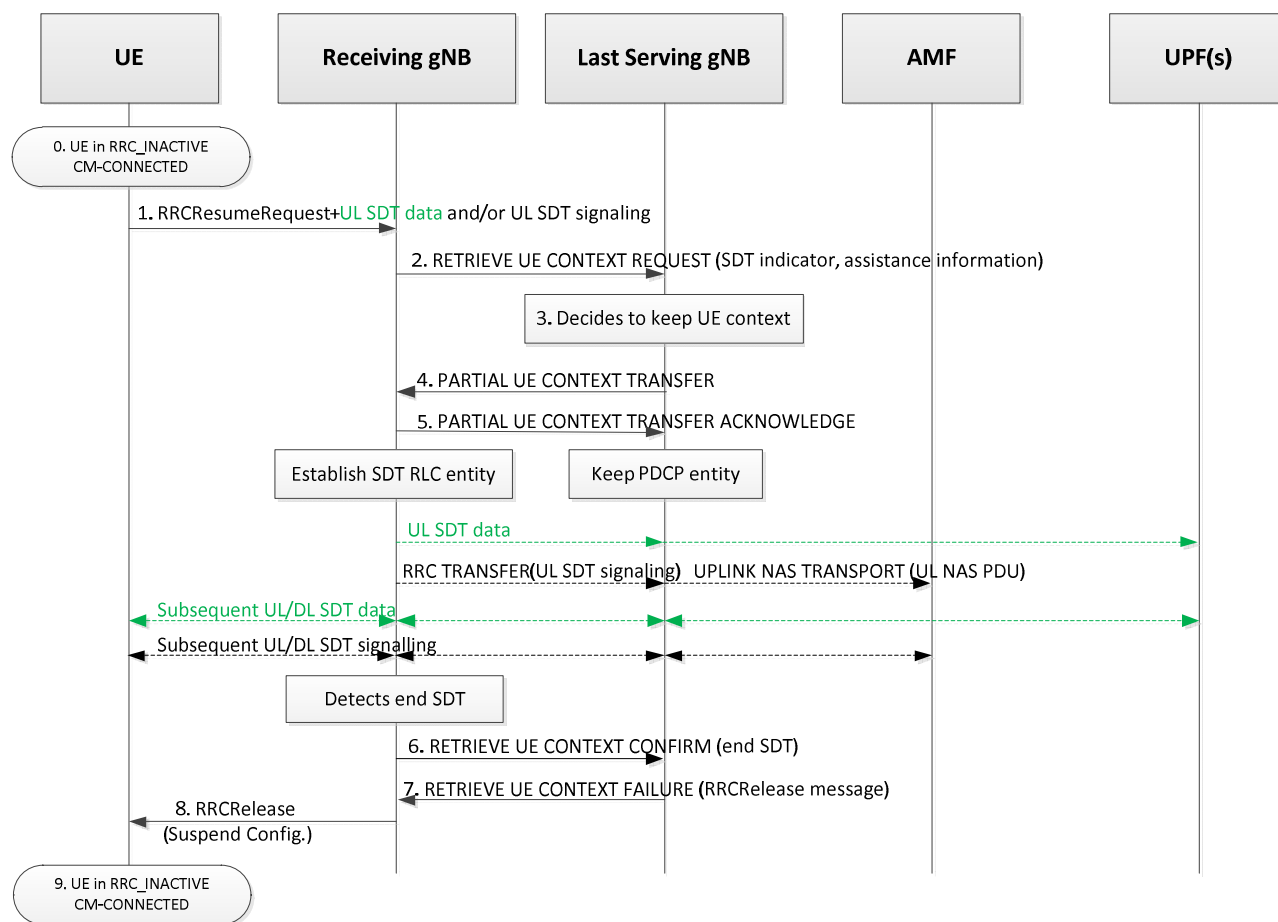 UE
Receiving gNB
Last Serving gNB
AMF
UPF(s)
0. UE in RRC_INACTIVE
CM-CONNECTED
1. RRCResumeRequest+UL SDT data and/or UL SDT signaling
2. RETRIEVE UE CONTEXT REQUEST (SDT indicator, assistance information)
3. Decides to keep UE context
4. PARTIAL UE CONTEXT TRANSFER
5. PARTIAL UE CONTEXT TRANSFER ACKNOWLEDGE
Establish SDT RLC entity
Keep PDCP entity
UL SDT data
RRC TRANSFER(UL SDT signaling)
UPLINK NAS TRANSPORT (UL NAS PDU)
Subsequent UL/DL SDT data
Subsequent UL/DL SDT signalling
Detects end SDT
6. RETRIEVE UE CONTEXT CONFIRM (end SDT)
7. RETRIEVE UE CONTEXT FAILURE (RRCRelease message)
8. RRCRelease
(Suspend Config.)
9. UE in RRC_INACTIVE
CM-CONNECTED